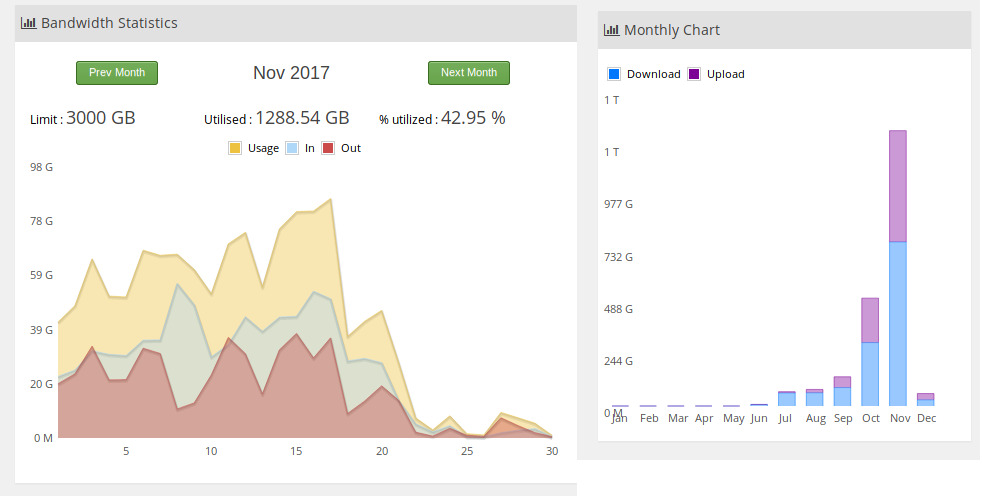 Bandwidth Statistics
Prev Month Nov 2017 Next Month
Limit : 3000 GB Utilised : 1288.54 GB % utilized : 42.95 %
Usage In Out
98 G
78 G
59 G
39 G
20 G
0 M
5 10 15 20 25 30
Monthly Chart
Download Upload
1 T
1 T
977 G
732 G
488 G
244 G
0 M
Jan Feb Mar Apr May Jun Jul Aug Sep Oct Nov Dec